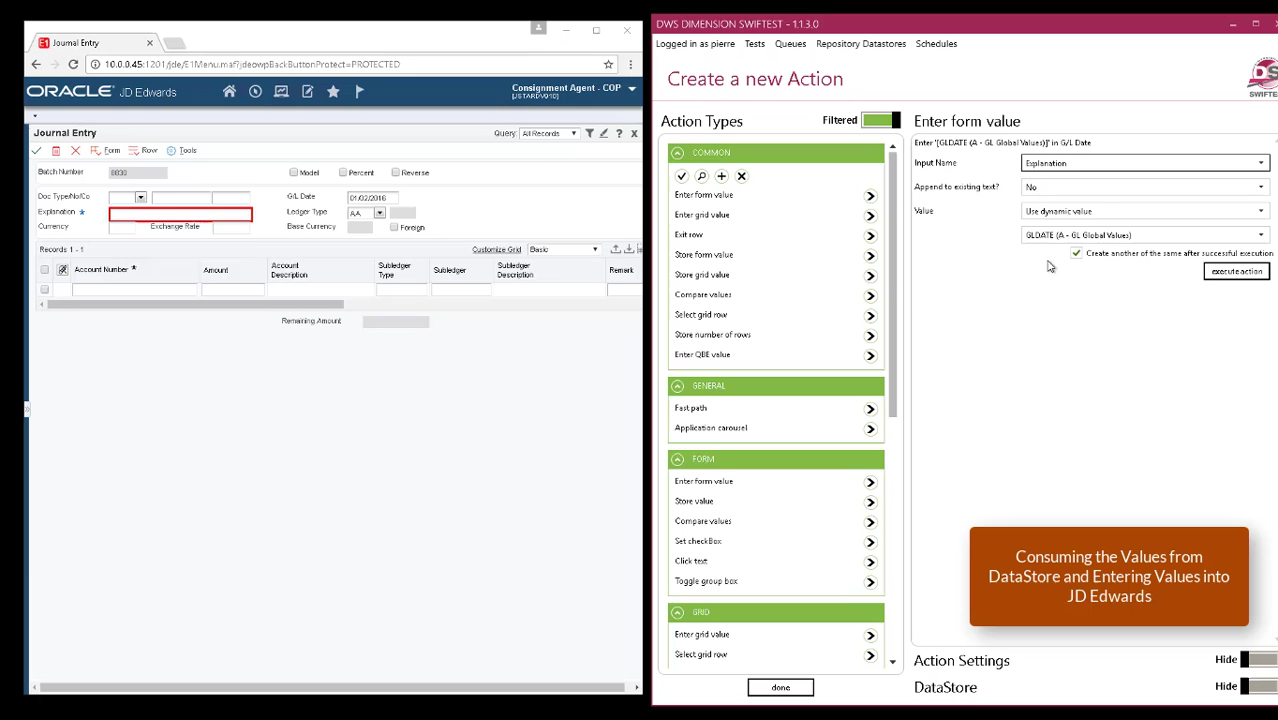 E1 Journal Entry
10.0.0.45:1201/jde/E1Menu.maf?jdeowpBackButtonProtect=PROTECTED
ORACLE JD Edwards
Consignment Agent - COP
[JSTARDV010]
Journal Entry
Query: All Records
Form Row Tools
Batch Number 8830 Model Percent Reverse
Doc Type/No/Co G/L Date 01/02/2016
Explanation * Ledger Type AA
Currency Exchange Rate Base Currency Foreign
Records 1 - 1 Customize Grid Basic
Account Number * Amount Account Description Subledger Type Subledger Subledger Description Remark
Remaining Amount
DWS DIMENSION SWIFTEST - 1.1.3.0
Logged in as pierre Tests Queues Repository Datastores Schedules
Create a new Action
SWIFTEST
Action Types Filtered
COMMON
Enter form value
Enter grid value
Exit row
Store form value
Store grid value
Compare values
Select grid row
Store number of rows
Enter QBE value
GENERAL
Fast path
Application carousel
FORM
Enter form value
Store value
Compare values
Set checkBox
Click text
Toggle group box
GRID
Enter grid value
Select grid row
done
Enter form value
Enter '[GLDATE (A - GL Global Values)]' in G/L Date
Input Name Explanation
Append to existing text? No
Value Use dynamic value
GLDATE (A - GL Global Values)
Create another of the same after successful execution
execute action
Consuming the Values from
DataStore and Entering Values into
JD Edwards
Action Settings Hide
DataStore Hide